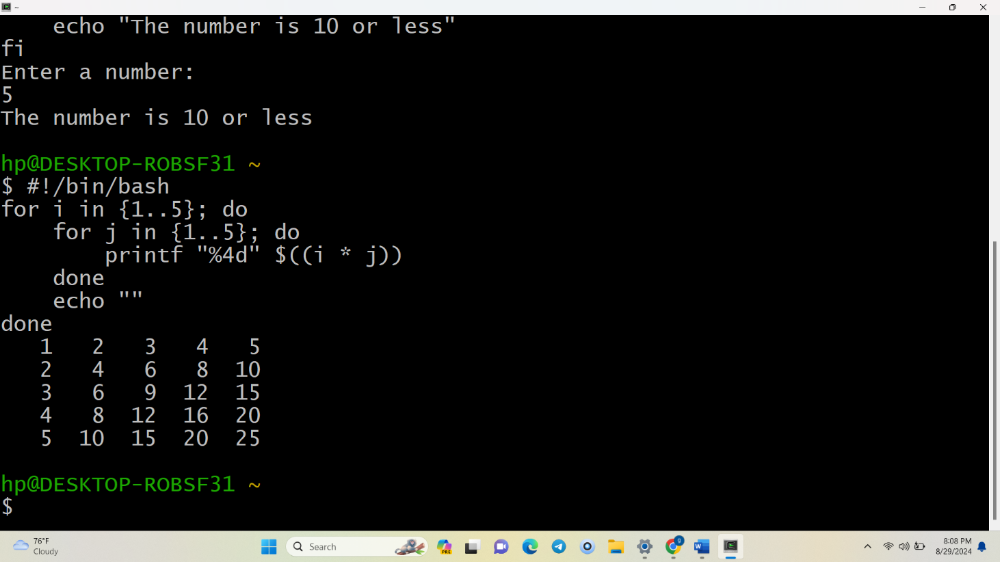 ~
echo "The number is 10 or less"
fi
Enter a number:
5
The number is 10 or less
hp@DESKTOP-ROBSF31 ~
$ #!/bin/bash
for i in {1..5}; do
    for j in {1..5}; do
        printf "%4d" $((i * j))
    done
    echo ""
done
   1   2   3   4   5
   2   4   6   8  10
   3   6   9  12  15
   4   8  12  16  20
   5  10  15  20  25
hp@DESKTOP-ROBSF31 ~
$
76°F
Cloudy
Search
PRE
g
W
8:08 PM
8/29/2024